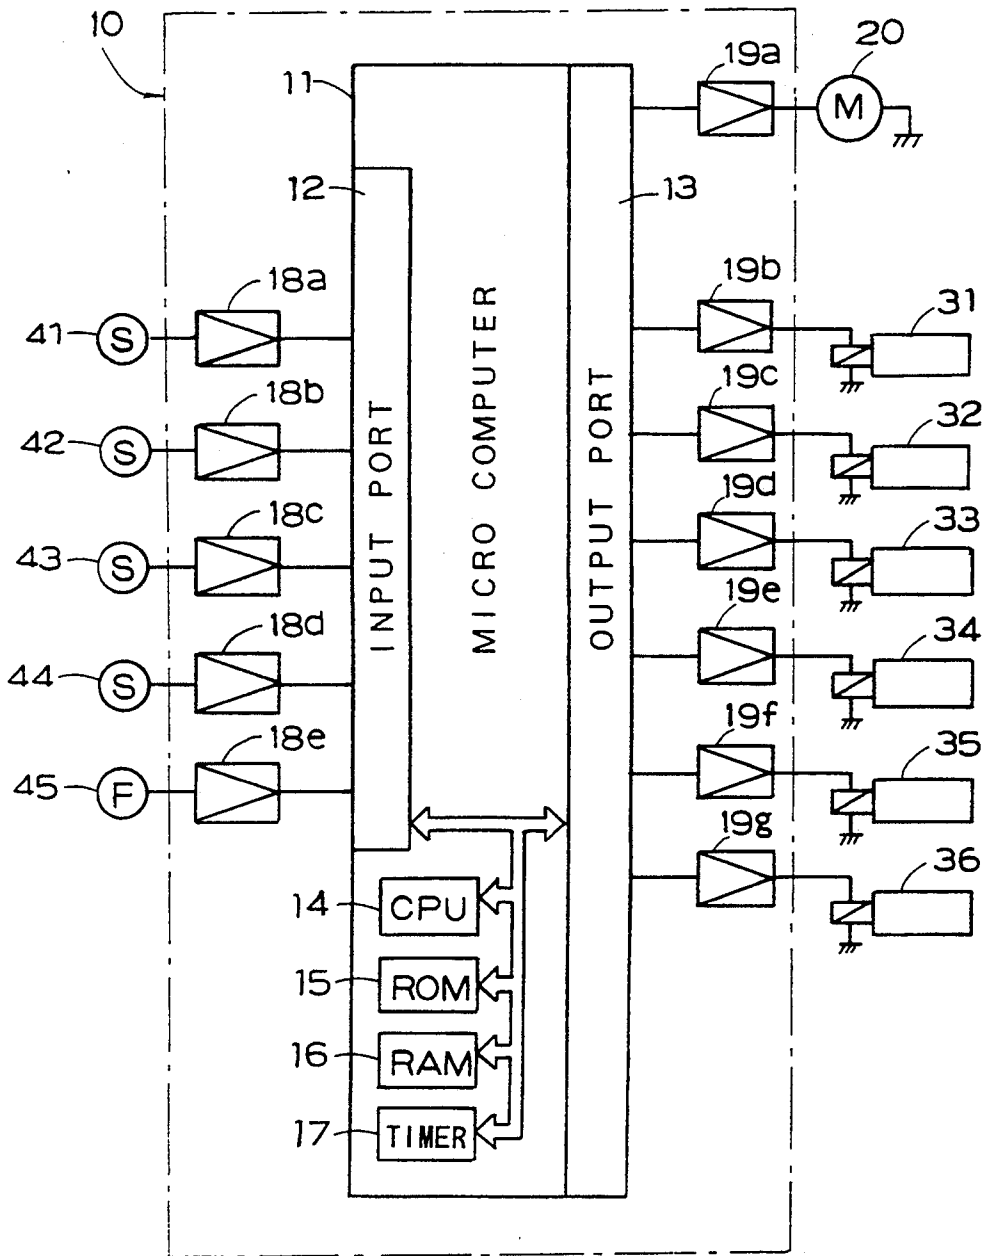 10
11
19a
20
M
12
13
18a
19b
31
41
S
18b
19c
32
42
S
INPUT PORT
MICRO COMPUTER
OUTPUT PORT
18c
19d
33
43
S
18d
19e
34
44
S
18e
19f
35
45
F
19g
36
14
CPU
15
ROM
16
RAM
17
TIMER